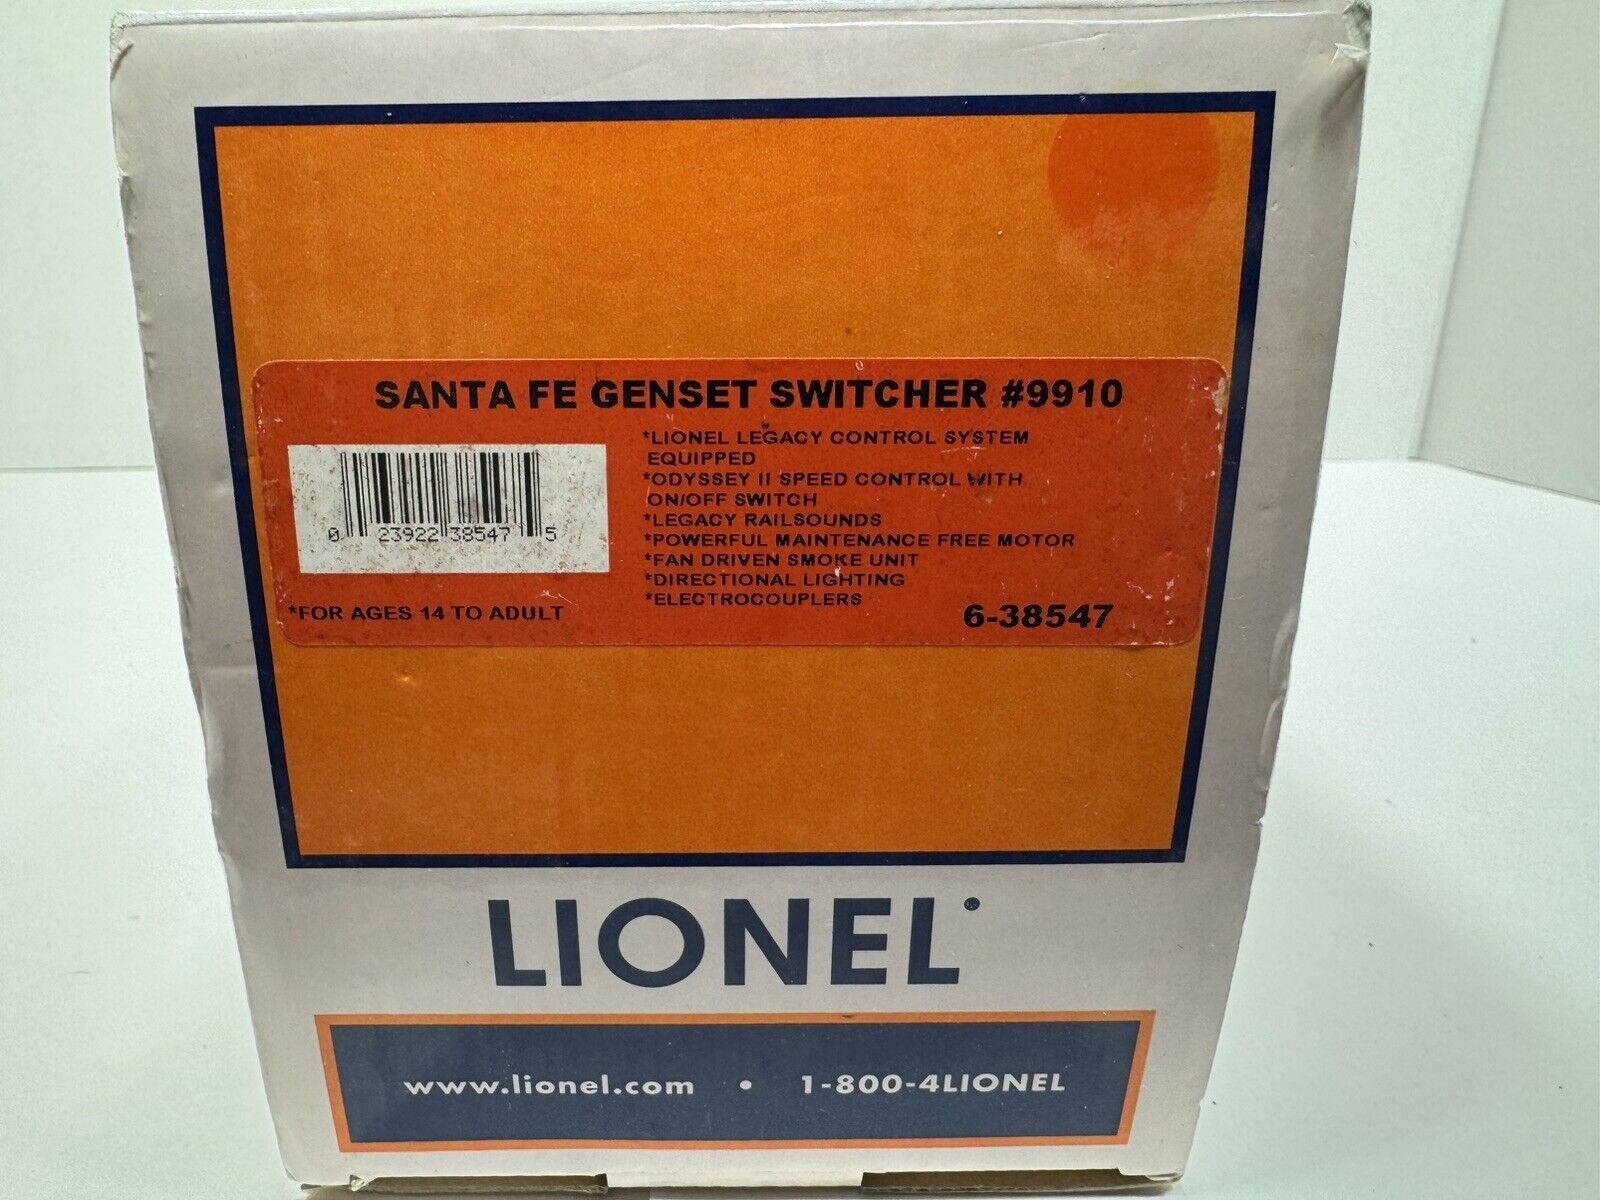 SANTA FE GENSET SWITCHER #9910
*LIONEL LEGACY CONTROL SYSTEM
EQUIPPED
*ODYSSEY II SPEED CONTROL WITH
ON/OFF SWITCH
*LEGACY RAILSOUNDS
*POWERFUL MAINTENANCE FREE MOTOR
*FAN DRIVEN SMOKE UNIT
*DIRECTIONAL LIGHTING
*ELECTROCOUPLERS
0 23922 38547 5
*FOR AGES 14 TO ADULT
6-38547
LIONEL®
www.lionel.com • 1-800-4LIONEL